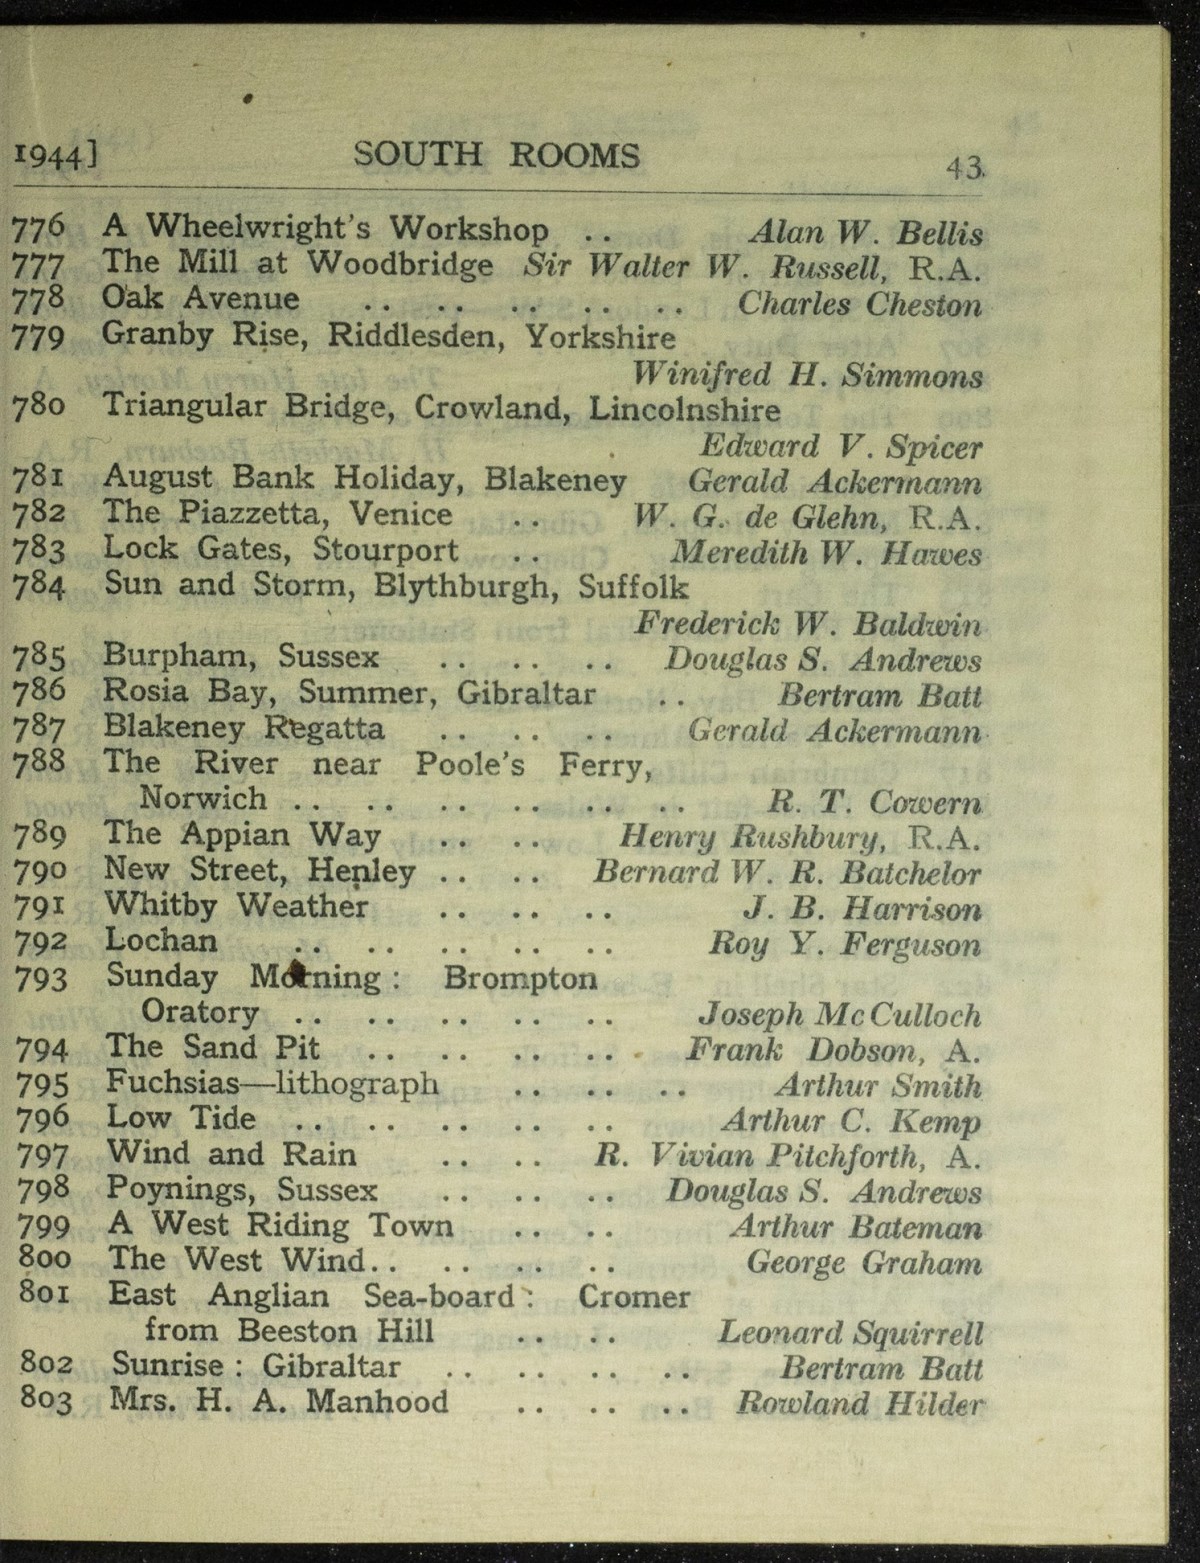 1944] SOUTH ROOMS 43
776 A Wheelwright's Workshop .. Alan W. Bellis
777 The Mill at Woodbridge Sir Walter W. Russell, R.A.
778 Oak Avenue .. .. .. .. .. Charles Cheston
779 Granby Rise, Riddlesden, Yorkshire
Winifred H. Simmons
780 Triangular Bridge, Crowland, Lincolnshire
Edward V. Spicer
781 August Bank Holiday, Blakeney Gerald Ackermann
782 The Piazzetta, Venice .. W. G. de Glehn, R.A.
783 Lock Gates, Stourport .. Meredith W. Hawes
784 Sun and Storm, Blythburgh, Suffolk
Frederick W. Baldwin
785 Burpham, Sussex .. .. .. Douglas S. Andrews
786 Rosia Bay, Summer, Gibraltar .. Bertram Batt
787 Blakeney Regatta .. .. .. Gerald Ackermann
788 The River near Poole's Ferry,
Norwich .. .. .. .. .. .. R. T. Cowern
789 The Appian Way .. .. Henry Rushbury, R.A.
790 New Street, Henley .. .. Bernard W. R. Batchelor
791 Whitby Weather .. .. .. J. B. Harrison
792 Lochan .. .. .. .. .. Roy Y. Ferguson
793 Sunday Morning : Brompton
Oratory .. .. .. .. .. Joseph McCulloch
794 The Sand Pit .. .. .. .. Frank Dobson, A.
795 Fuchsias—lithograph .. .. .. Arthur Smith
796 Low Tide .. .. .. .. .. Arthur C. Kemp
797 Wind and Rain .. .. R. Vivian Pitchforth, A.
798 Poynings, Sussex .. .. .. Douglas S. Andrews
799 A West Riding Town .. .. Arthur Bateman
800 The West Wind.. .. .. .. George Graham
801 East Anglian Sea-board : Cromer
from Beeston Hill .. .. Leonard Squirrell
802 Sunrise : Gibraltar .. .. .. .. Bertram Batt
803 Mrs. H. A. Manhood .. .. .. Rowland Hilder